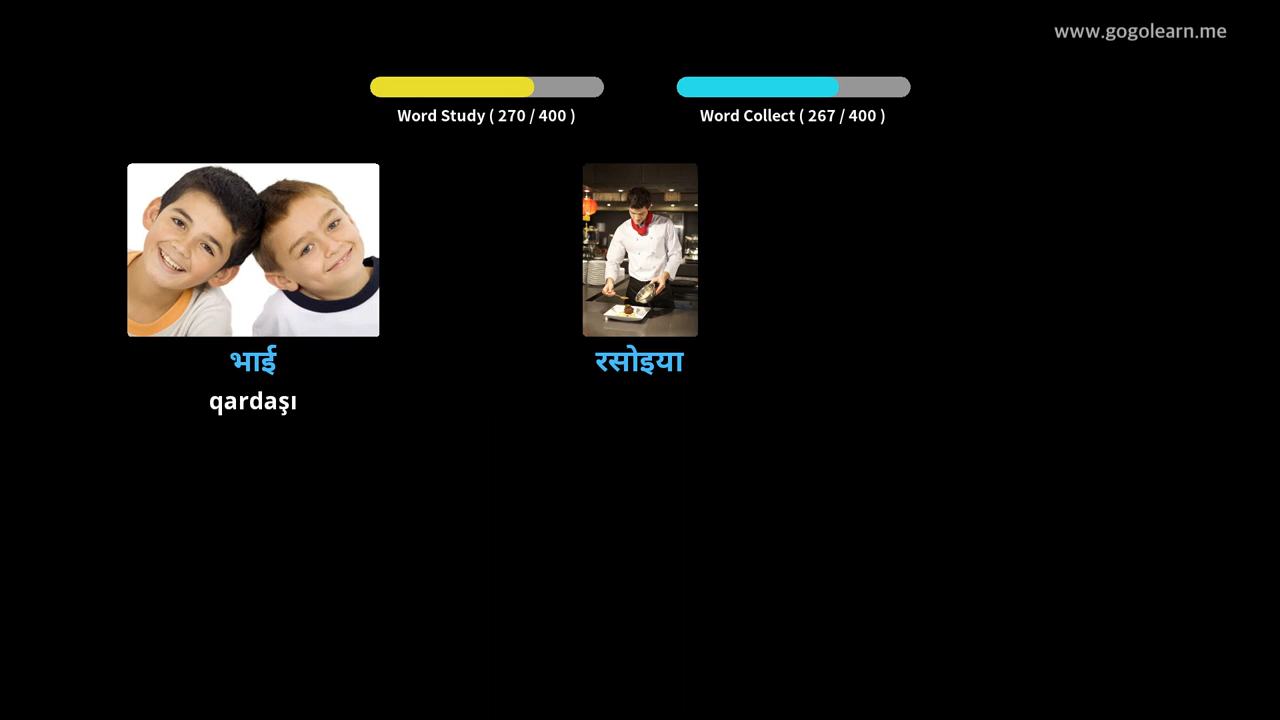 www.gogolearn.me
Word Study ( 270 / 400 )
Word Collect ( 267 / 400 )
भाई
रसोइया
qardaşı